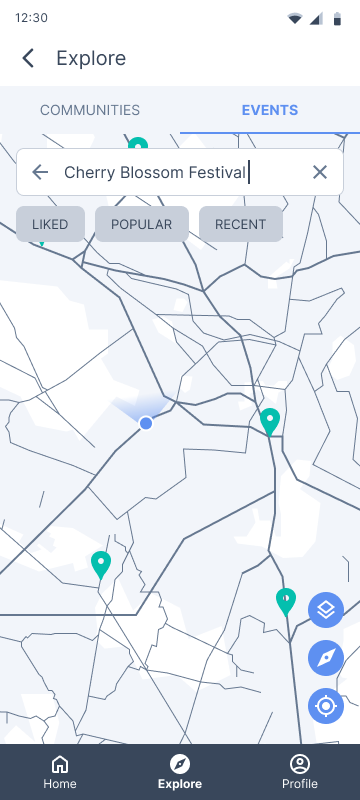 12:30
Explore
COMMUNITIES
EVENTS
Cherry Blossom Festival
LIKED
POPULAR
RECENT
Home
Explore
Profile